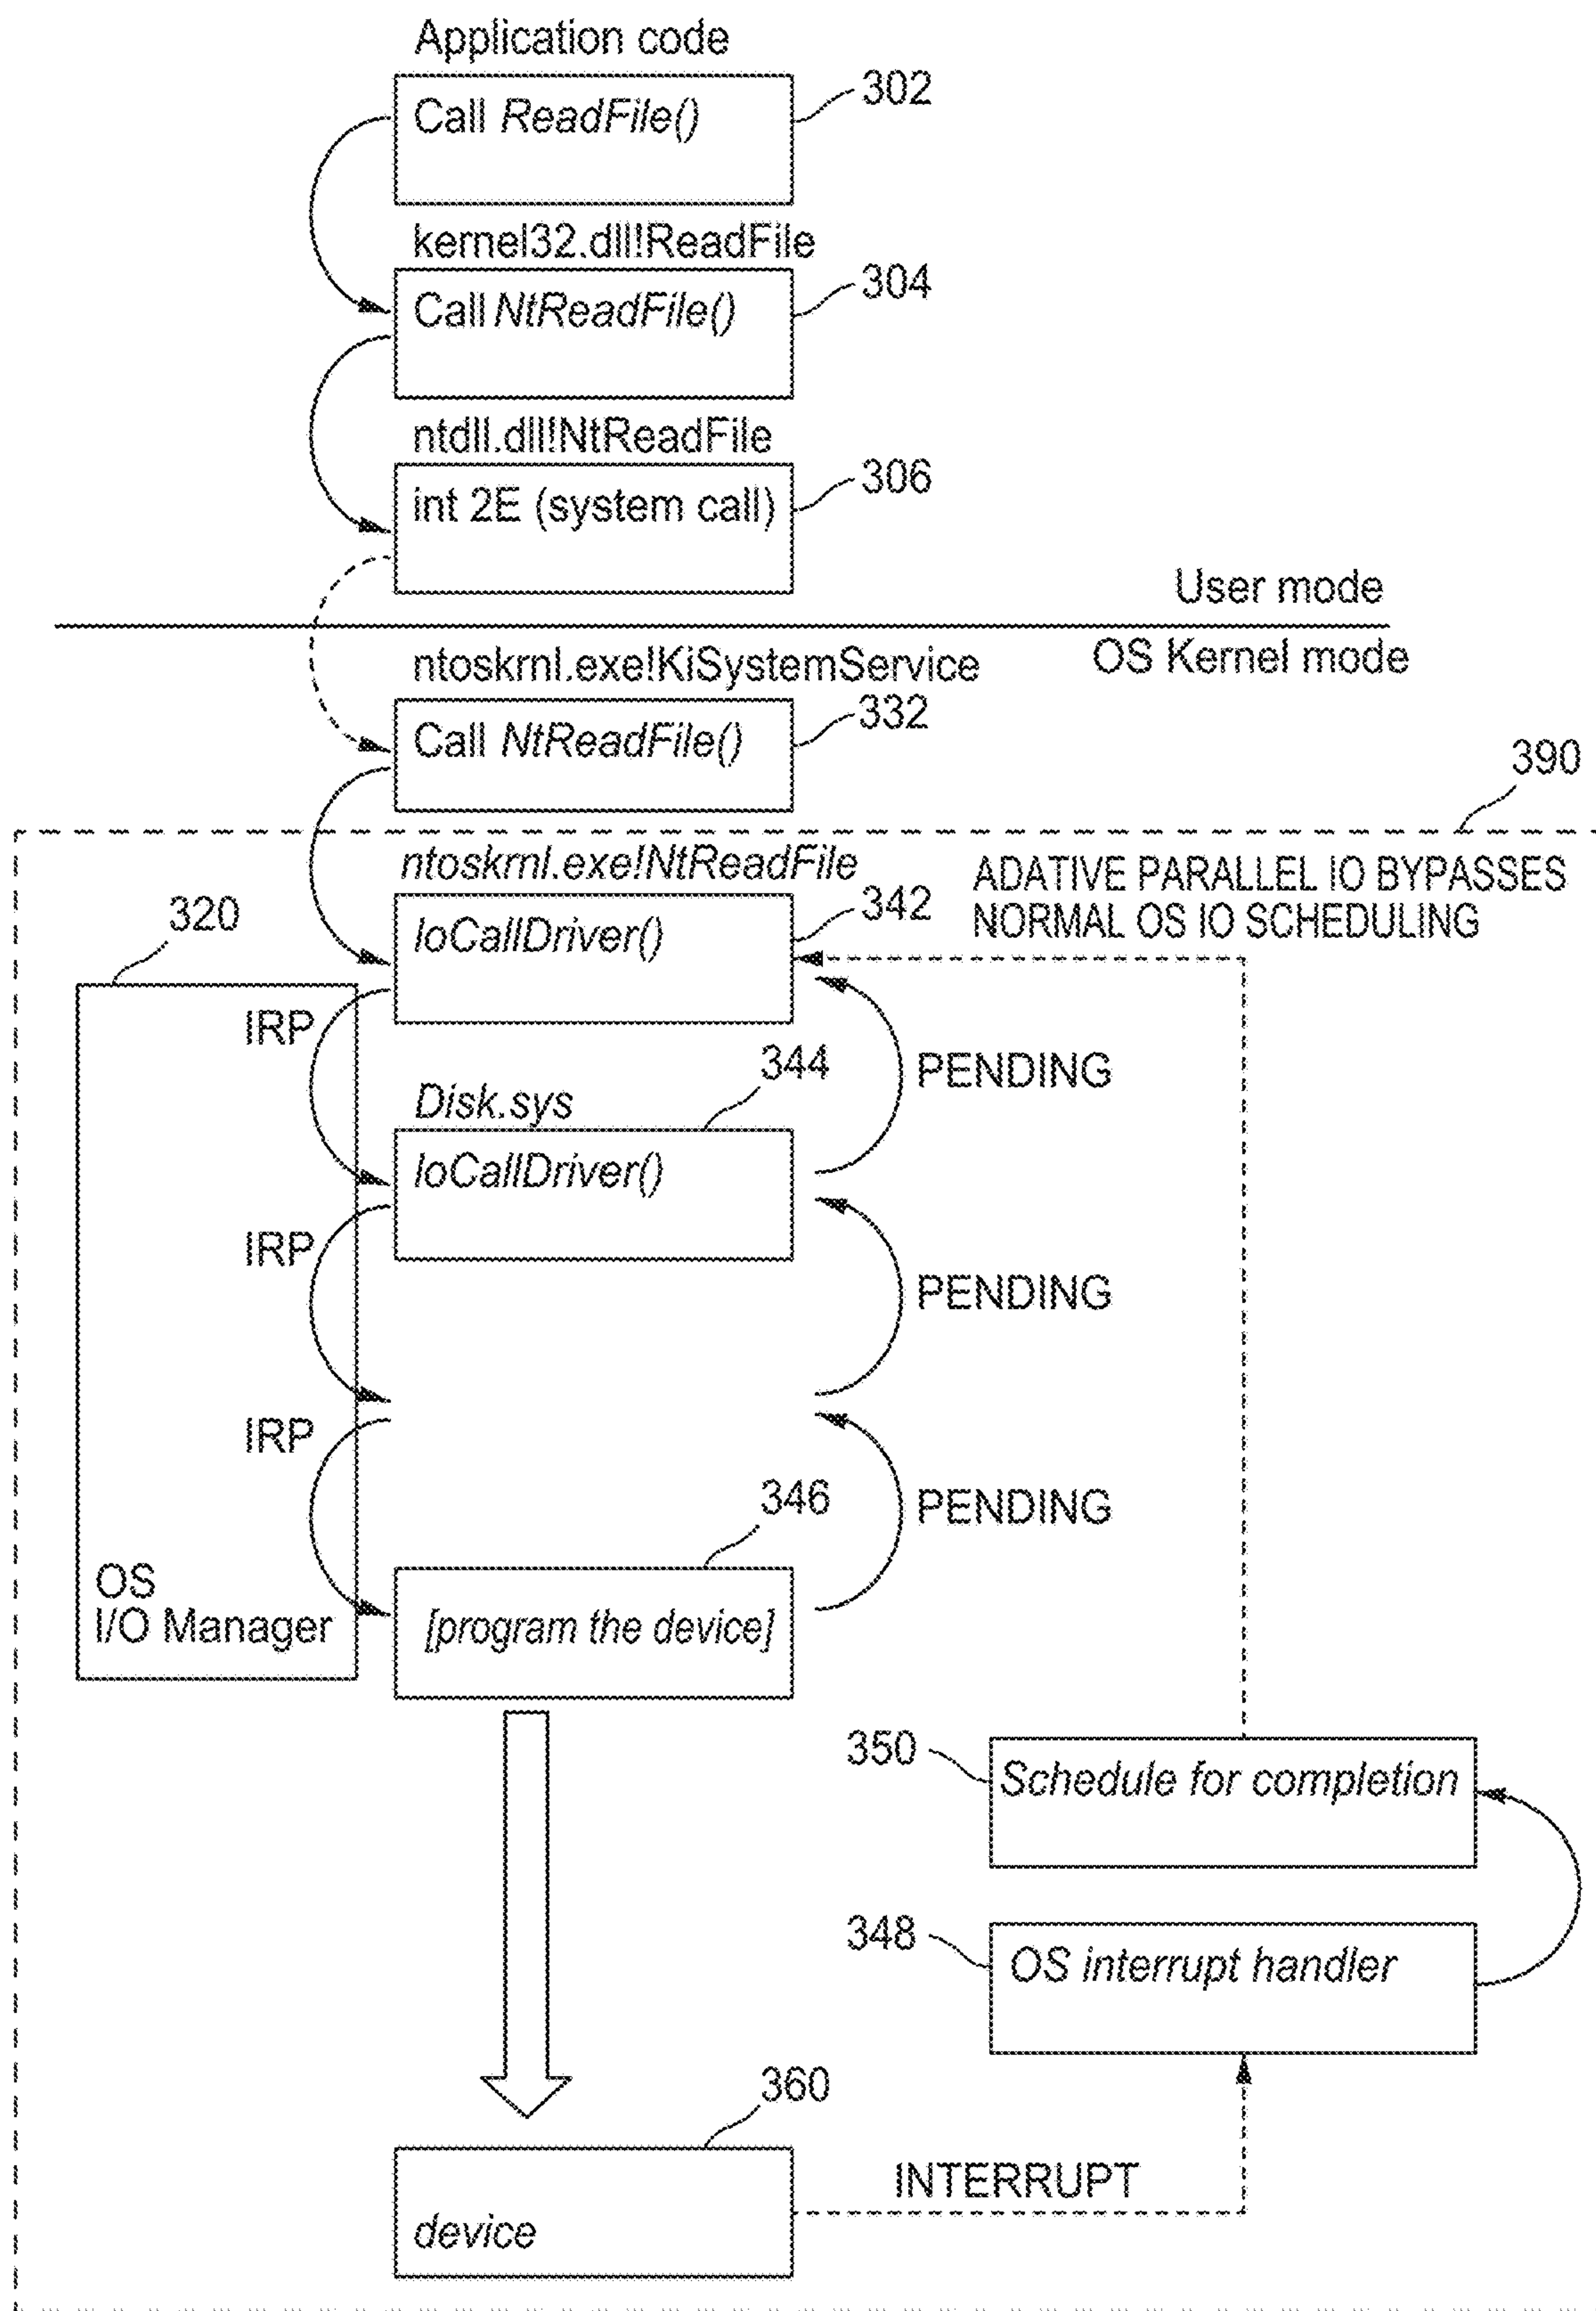 Application code
302
Call ReadFile()
kernel32.dll!ReadFile
304
Call NtReadFile()
ntdll.dll!NtReadFile
306
int 2E (system call)
User mode
OS Kernel mode
ntoskrnl.exe!KiSystemService
332
Call NtReadFile()
390
ntoskrnl.exe!NtReadFile
ADATIVE PARALLEL IO BYPASSES
NORMAL OS IO SCHEDULING
320
342
IoCallDriver()
IRP
344
PENDING
Disk.sys
IoCallDriver()
IRP
PENDING
IRP
346
PENDING
OS
I/O Manager
[program the device]
350
Schedule for completion
348
OS interrupt handler
360
INTERRUPT
device